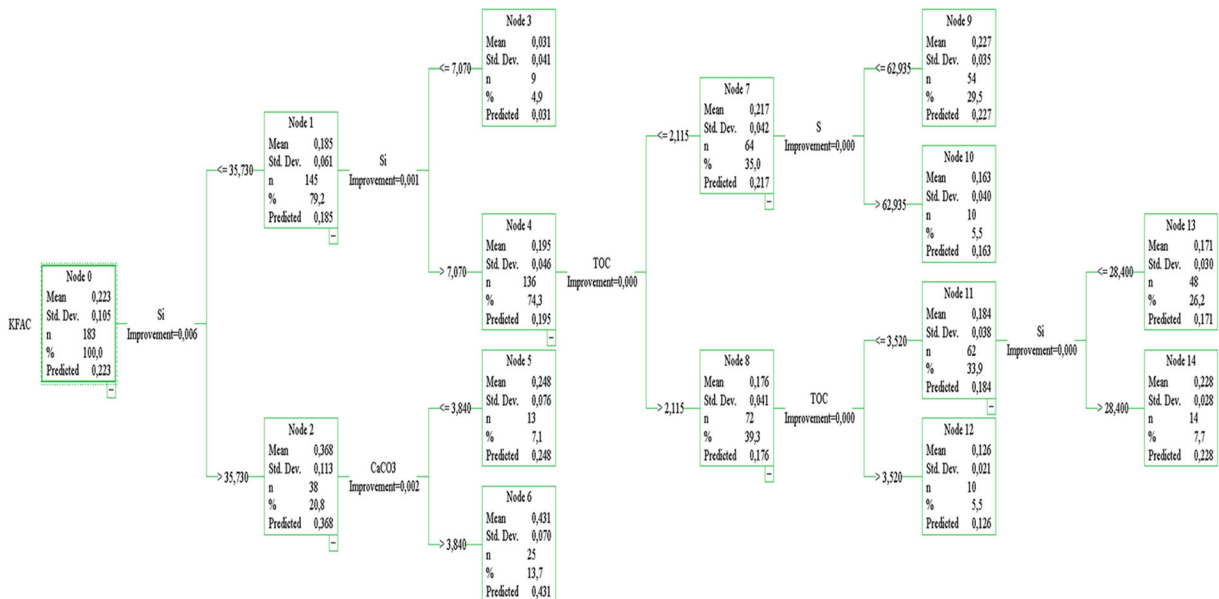 KFAC
Node 0
Mean 0,223
Std. Dev. 0,105
n 183
% 100,0
Predicted 0,223
Si
Improvement=0,006
<= 35,730
Node 1
Mean 0,185
Std. Dev. 0,061
n 145
% 79,2
Predicted 0,185
Si
Improvement=0,001
<= 7,070
Node 3
Mean 0,031
Std. Dev. 0,041
n 9
% 4,9
Predicted 0,031
> 7,070
Node 4
Mean 0,195
Std. Dev. 0,046
n 136
% 74,3
Predicted 0,195
TOC
Improvement=0,000
<= 2,115
Node 7
Mean 0,217
Std. Dev. 0,042
n 64
% 35,0
Predicted 0,217
S
Improvement=0,000
<= 62,935
Node 9
Mean 0,227
Std. Dev. 0,035
n 54
% 29,5
Predicted 0,227
> 62,935
Node 10
Mean 0,163
Std. Dev. 0,040
n 10
% 5,5
Predicted 0,163
> 2,115
Node 8
Mean 0,176
Std. Dev. 0,041
n 72
% 39,3
Predicted 0,176
TOC
Improvement=0,000
<= 3,520
Node 11
Mean 0,184
Std. Dev. 0,038
n 62
% 33,9
Predicted 0,184
Si
Improvement=0,000
<= 28,400
Node 13
Mean 0,171
Std. Dev. 0,030
n 48
% 26,2
Predicted 0,171
> 28,400
Node 14
Mean 0,228
Std. Dev. 0,028
n 14
% 7,7
Predicted 0,228
> 3,520
Node 12
Mean 0,126
Std. Dev. 0,021
n 10
% 5,5
Predicted 0,126
> 35,730
Node 2
Mean 0,368
Std. Dev. 0,113
n 38
% 20,8
Predicted 0,368
CaCO3
Improvement=0,002
<= 3,840
Node 5
Mean 0,248
Std. Dev. 0,076
n 13
% 7,1
Predicted 0,248
> 3,840
Node 6
Mean 0,431
Std. Dev. 0,070
n 25
% 13,7
Predicted 0,431